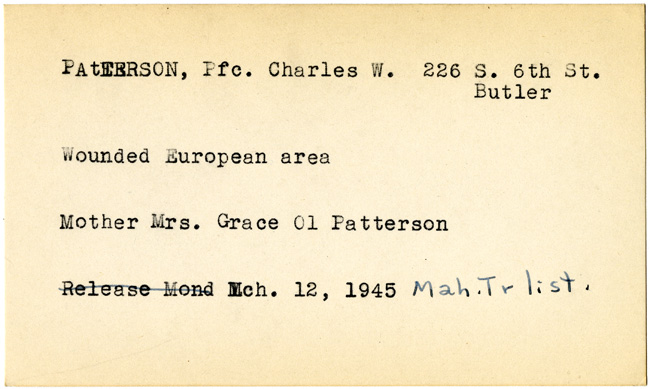 PATTERSON, Pfc. Charles W. 226 S. 6th St.
Butler
Wounded European area
Mother Mrs. Grace Ol Patterson
Release Mond Mch. 12, 1945 Mah.Tr list.